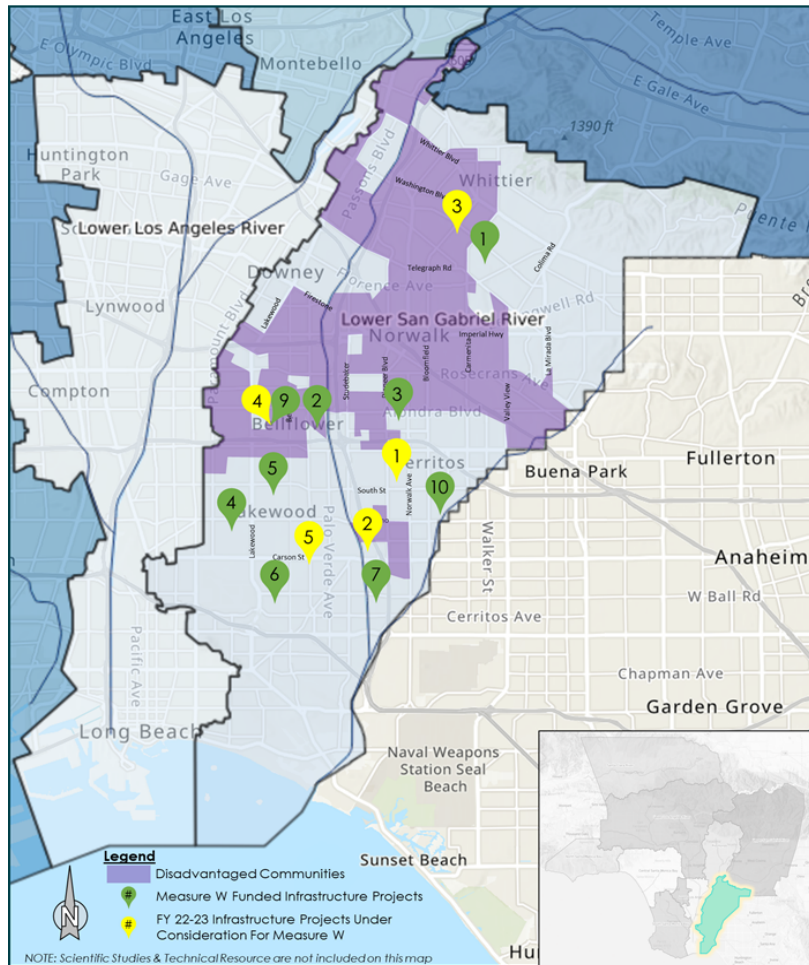 East Los
Angeles
E Olympic Blvd
Montebello
605
Temple Ave
E Gale Ave
1390 ft
Huntington
Park
Gage Ave
Passons Blvd
Whittier Blvd
Whittier
Washington Blv
3
1
Puente
Lower Los Angeles River
Colima Rd
Downey
Telegraph Rd
Florence Ave
Lynwood
Paramount Blvd
Lakewood
Firestone
Lower San Gabriel River
Norwalk
Imperial Hwy
La Mirada Blvd
Studebaker
Bloomfield
Carmenita
Rosecrans Ave
Valley View
Compton
4
9
2
3
Bellflower
Alondra Blvd
1
Cerritos
Buena Park
Fullerton
5
10
South St
Norwalk Ave
4
Lakewood
Lakewood
2
5
Carson St
Palo Verde Ave
Walker St
Anaheim
6
7
W Ball Rd
Cerritos Ave
Pacific Ave
Chapman Ave
Garden Grove
Long Beach
Naval Weapons
Station Seal
Beach
Sunset Beach
Hu
Legend
Disadvantaged Communities
# Measure W Funded Infrastructure Projects
# FY 22-23 Infrastructure Projects Under
Consideration For Measure W
N
NOTE: Scientific Studies & Technical Resource are not included on this map